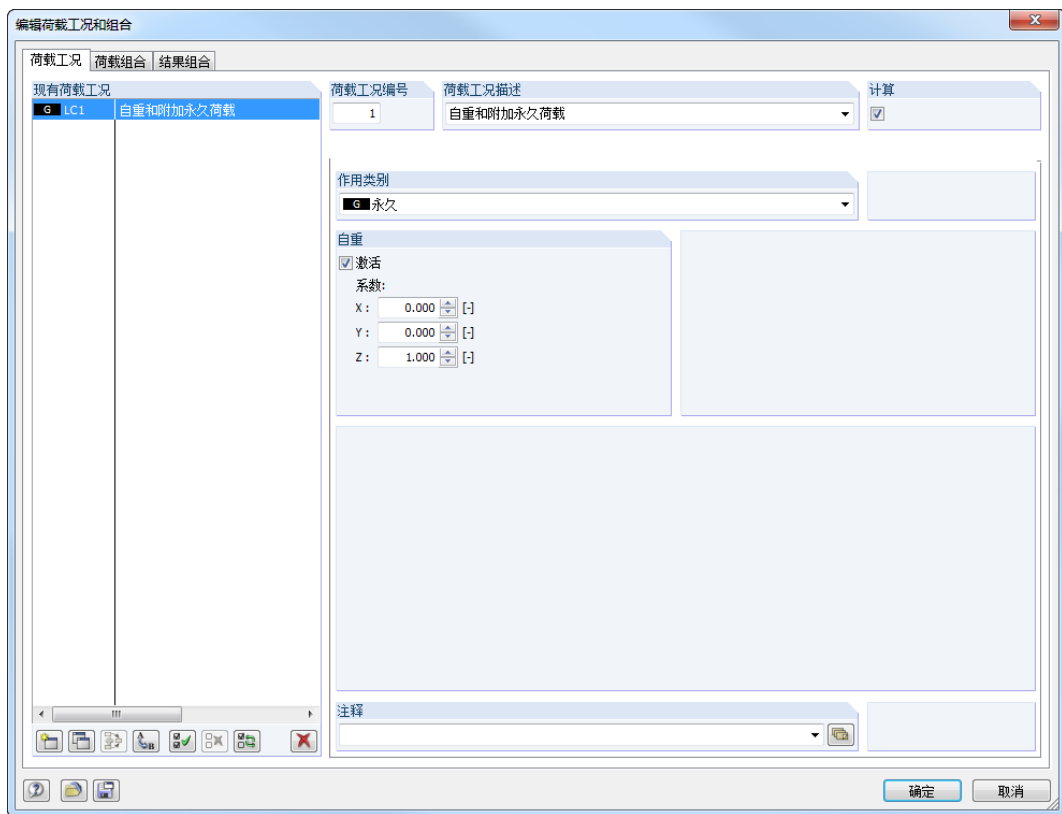 编辑荷载工况和组合
荷载工况 荷载组合 结果组合
现有荷载工况
G LC1 自重和附加永久荷载
荷载工况编号
1
荷载工况描述
自重和附加永久荷载
计算
作用类别
G 永久
自重
激活
系数:
X: 0.000 [-]
Y: 0.000 [-]
Z: 1.000 [-]
注释
确定 取消